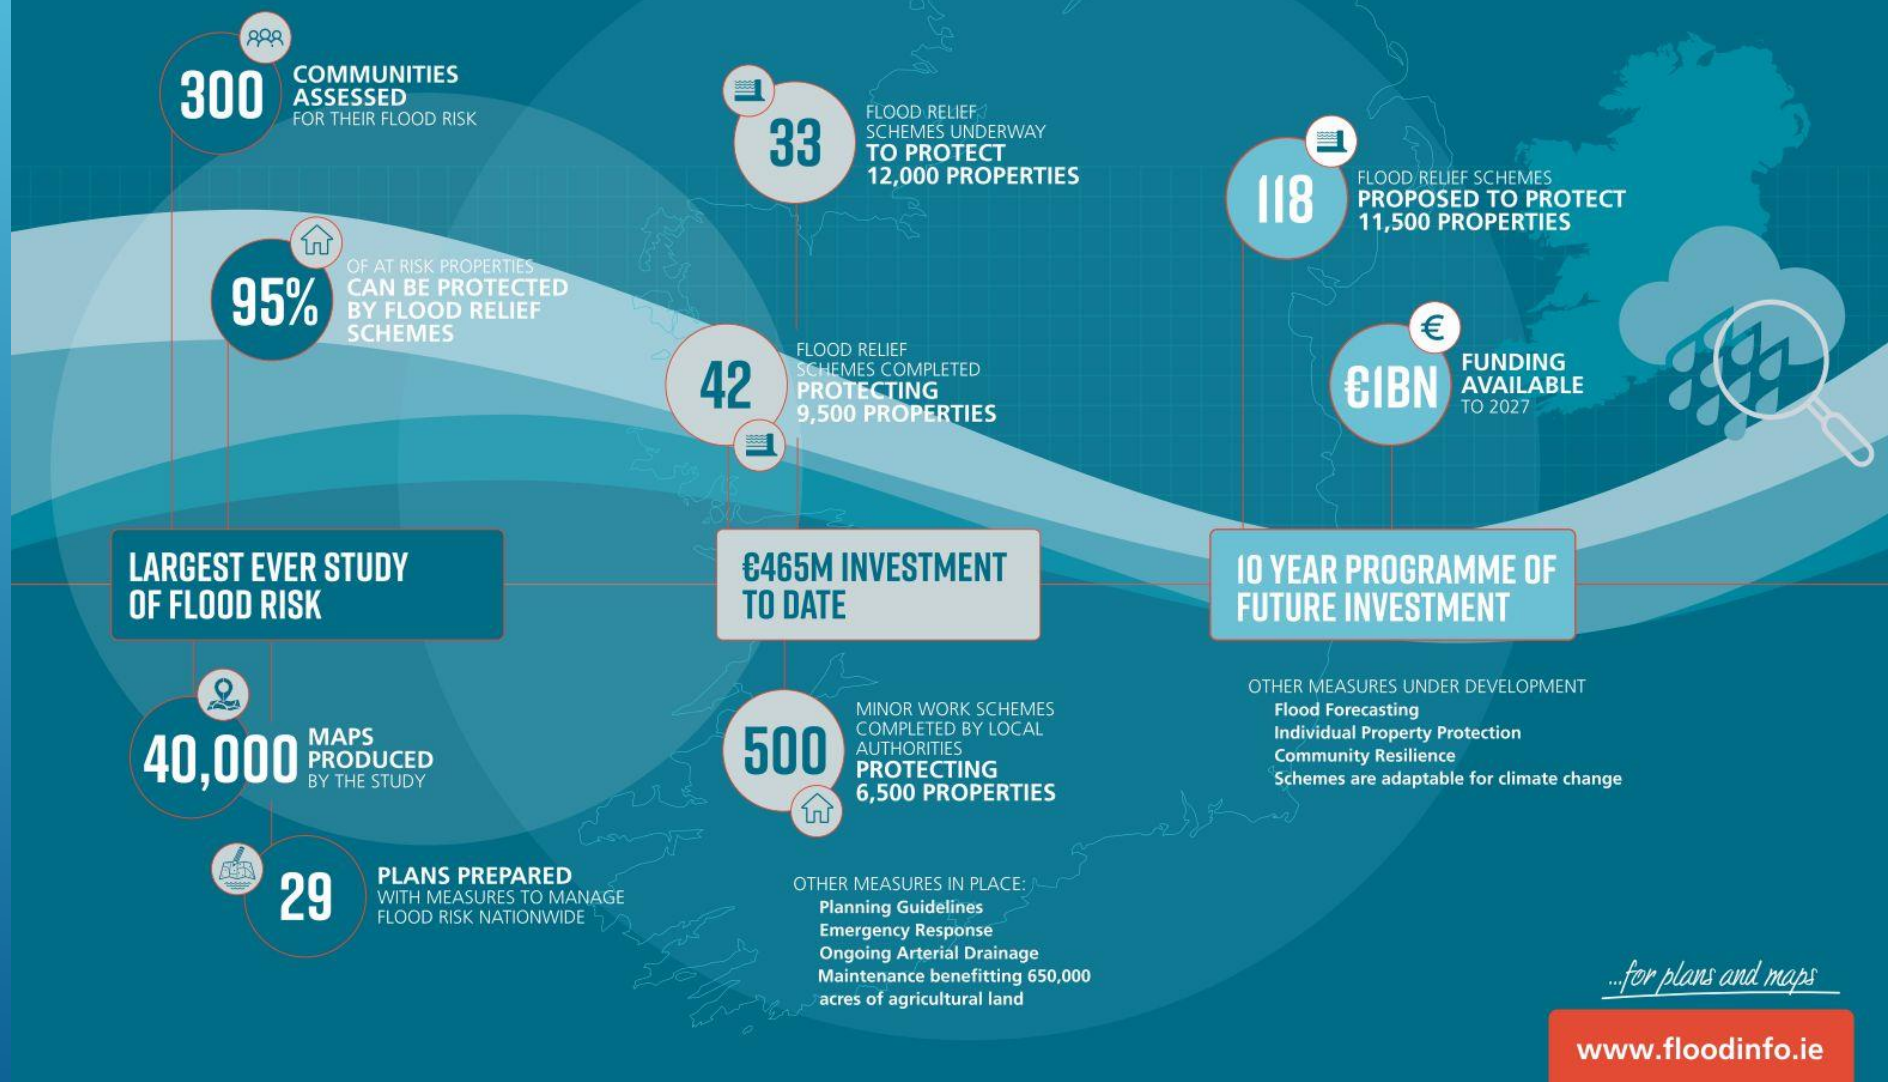 300
COMMUNITIES
ASSESSED
FOR THEIR FLOOD RISK
95%
OF AT RISK PROPERTIES
CAN BE PROTECTED
BY FLOOD RELIEF
SCHEMES
LARGEST EVER STUDY
OF FLOOD RISK
40,000
MAPS
PRODUCED
BY THE STUDY
29
PLANS PREPARED
WITH MEASURES TO MANAGE
FLOOD RISK NATIONWIDE
33
FLOOD RELIEF
SCHEMES UNDERWAY
TO PROTECT
12,000 PROPERTIES
42
FLOOD RELIEF
SCHEMES COMPLETED
PROTECTING
9,500 PROPERTIES
€465M INVESTMENT
TO DATE
500
MINOR WORK SCHEMES
COMPLETED BY LOCAL
AUTHORITIES
PROTECTING
6,500 PROPERTIES
OTHER MEASURES IN PLACE:
Planning Guidelines
Emergency Response
Ongoing Arterial Drainage
Maintenance benefitting 650,000
acres of agricultural land
118
FLOOD RELIEF SCHEMES
PROPOSED TO PROTECT
11,500 PROPERTIES
€
€1BN
FUNDING
AVAILABLE
TO 2027
10 YEAR PROGRAMME OF
FUTURE INVESTMENT
OTHER MEASURES UNDER DEVELOPMENT
Flood Forecasting
Individual Property Protection
Community Resilience
Schemes are adaptable for climate change
...for plans and maps
www.floodinfo.ie